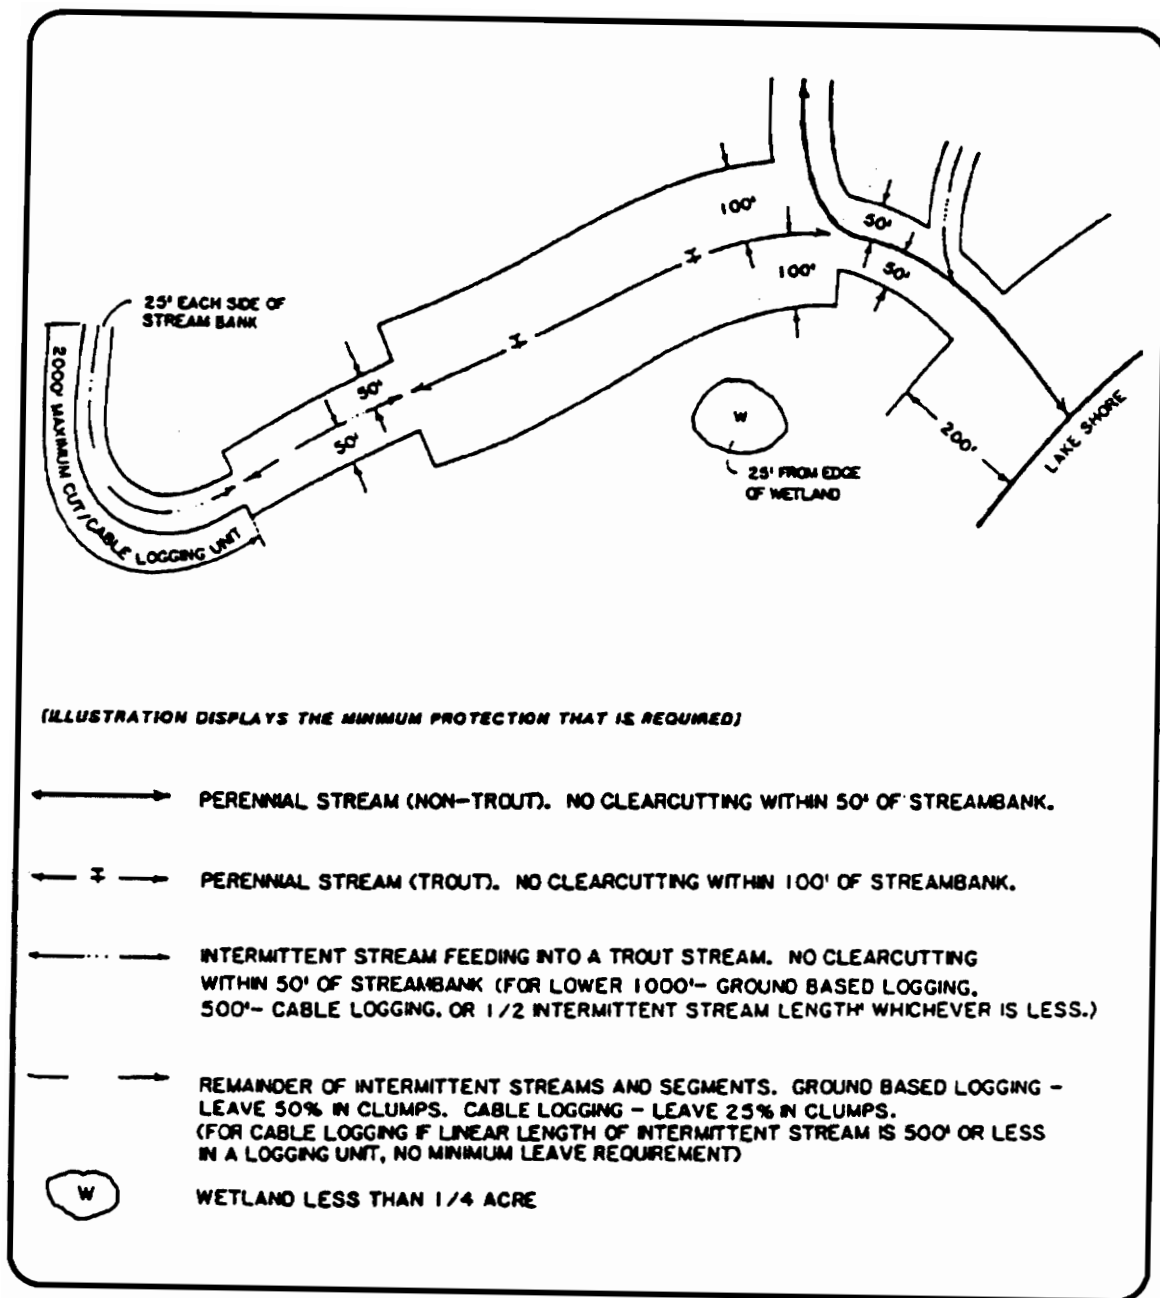 100'
50'
50'
100'
25' EACH SIDE OF
STREAM BANK
2000' MAXIMUM CUT/CABLE LOGGING UNIT
50'
50'
W
25' FROM EDGE
OF WETLAND
200'
LAKE SHORE
(ILLUSTRATION DISPLAYS THE MINIMUM PROTECTION THAT IS REQUIRED)
PERENNIAL STREAM (NON-TROUT). NO CLEARCUTTING WITHIN 50' OF STREAMBANK.
T
PERENNIAL STREAM (TROUT). NO CLEARCUTTING WITHIN 100' OF STREAMBANK.
INTERMITTENT STREAM FEEDING INTO A TROUT STREAM. NO CLEARCUTTING
WITHIN 50' OF STREAMBANK (FOR LOWER 1000'- GROUND BASED LOGGING.
500'- CABLE LOGGING. OR 1/2 INTERMITTENT STREAM LENGTH' WHICHEVER IS LESS.)
REMAINDER OF INTERMITTENT STREAMS AND SEGMENTS. GROUND BASED LOGGING -
LEAVE 50% IN CLUMPS. CABLE LOGGING - LEAVE 25% IN CLUMPS.
(FOR CABLE LOGGING IF LINEAR LENGTH OF INTERMITTENT STREAM IS 500' OR LESS
IN A LOGGING UNIT, NO MINIMUM LEAVE REQUIREMENT)
W
WETLAND LESS THAN 1/4 ACRE